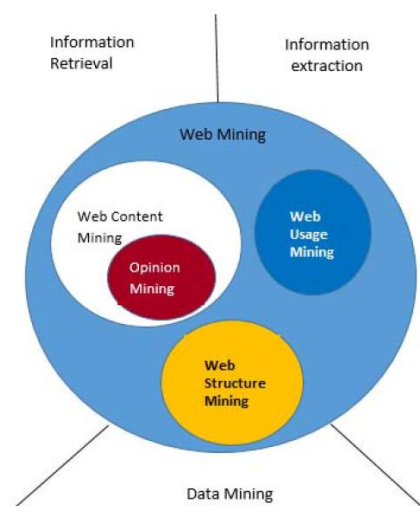 Information
Retrieval
Information
extraction
Web Mining
Web Content
Mining
Web
Usage
Mining
Opinion
Mining
Web
Structure
Mining
Data Mining